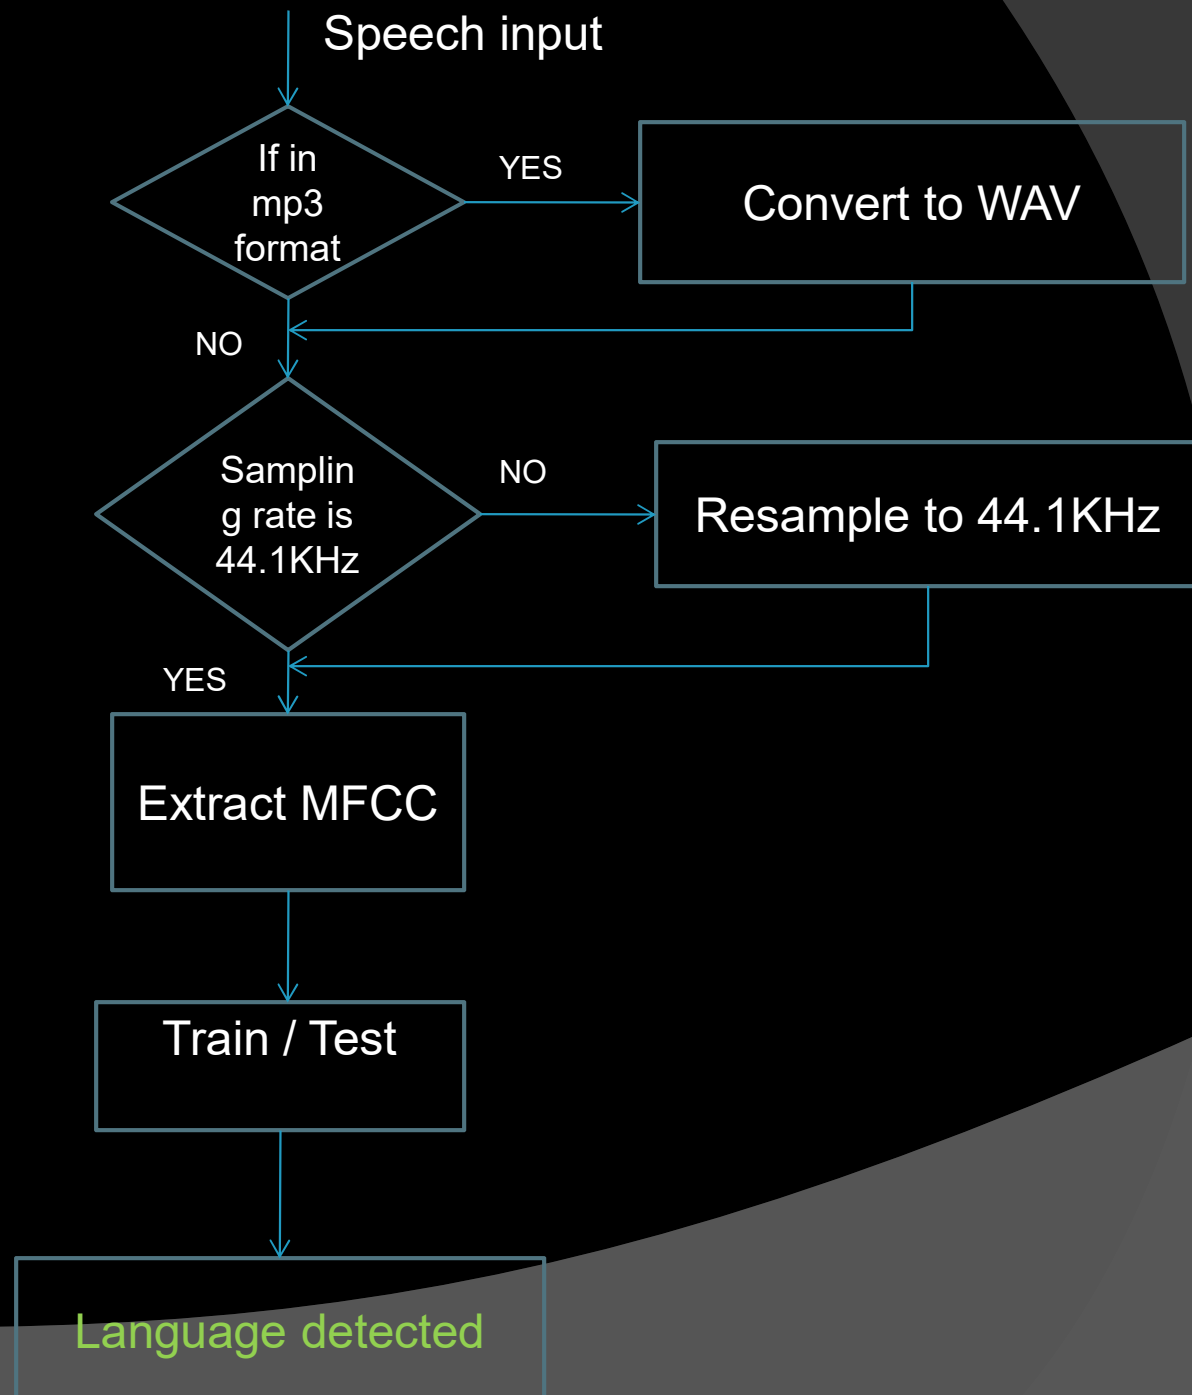 Speech input
If in
mp3
format
YES
Convert to WAV
NO
Samplin
g rate is
44.1KHz
NO
Resample to 44.1KHz
YES
Extract MFCC
Train / Test
Language detected